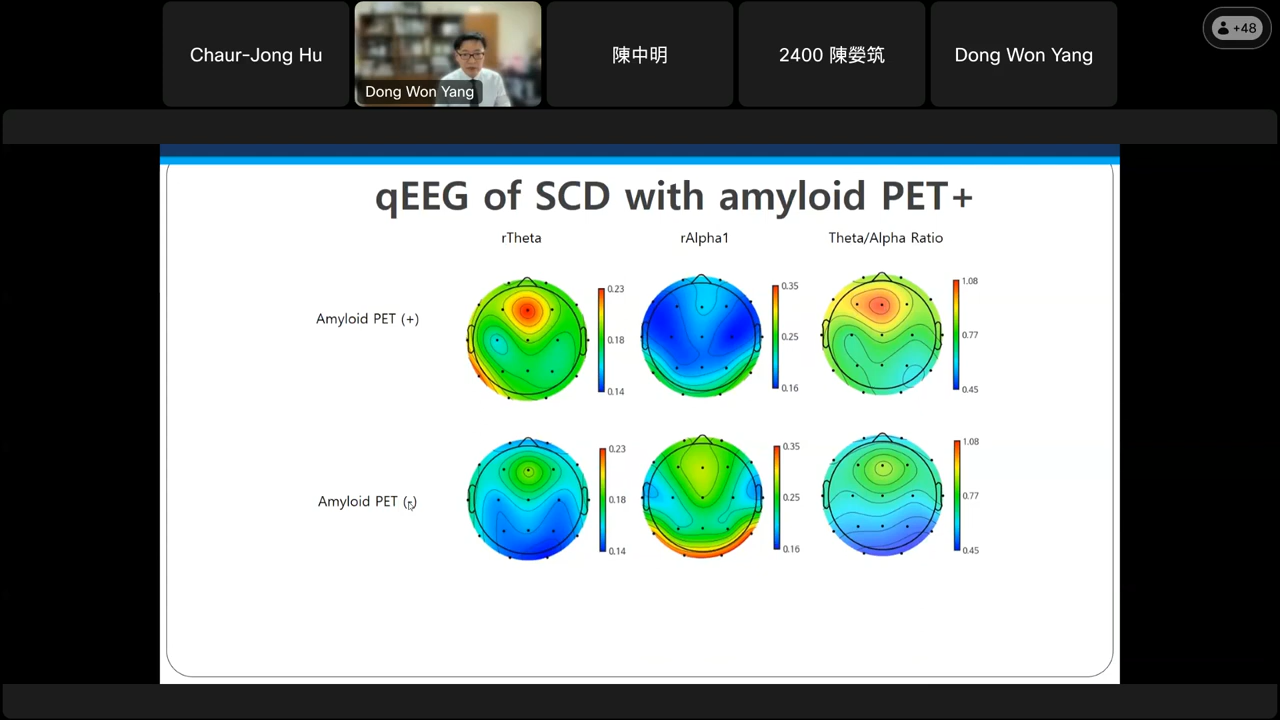 Chaur-Jong Hu
Dong Won Yang
陳中明
2400 陳嫈筑
Dong Won Yang
+48
qEEG of SCD with amyloid PET+
rTheta
rAlpha1
Theta/Alpha Ratio
Amyloid PET (+)
0.23
0.18
0.14
0.35
0.25
0.16
1.08
0.77
0.45
Amyloid PET (-)
0.23
0.18
0.14
0.35
0.25
0.16
1.08
0.77
0.45